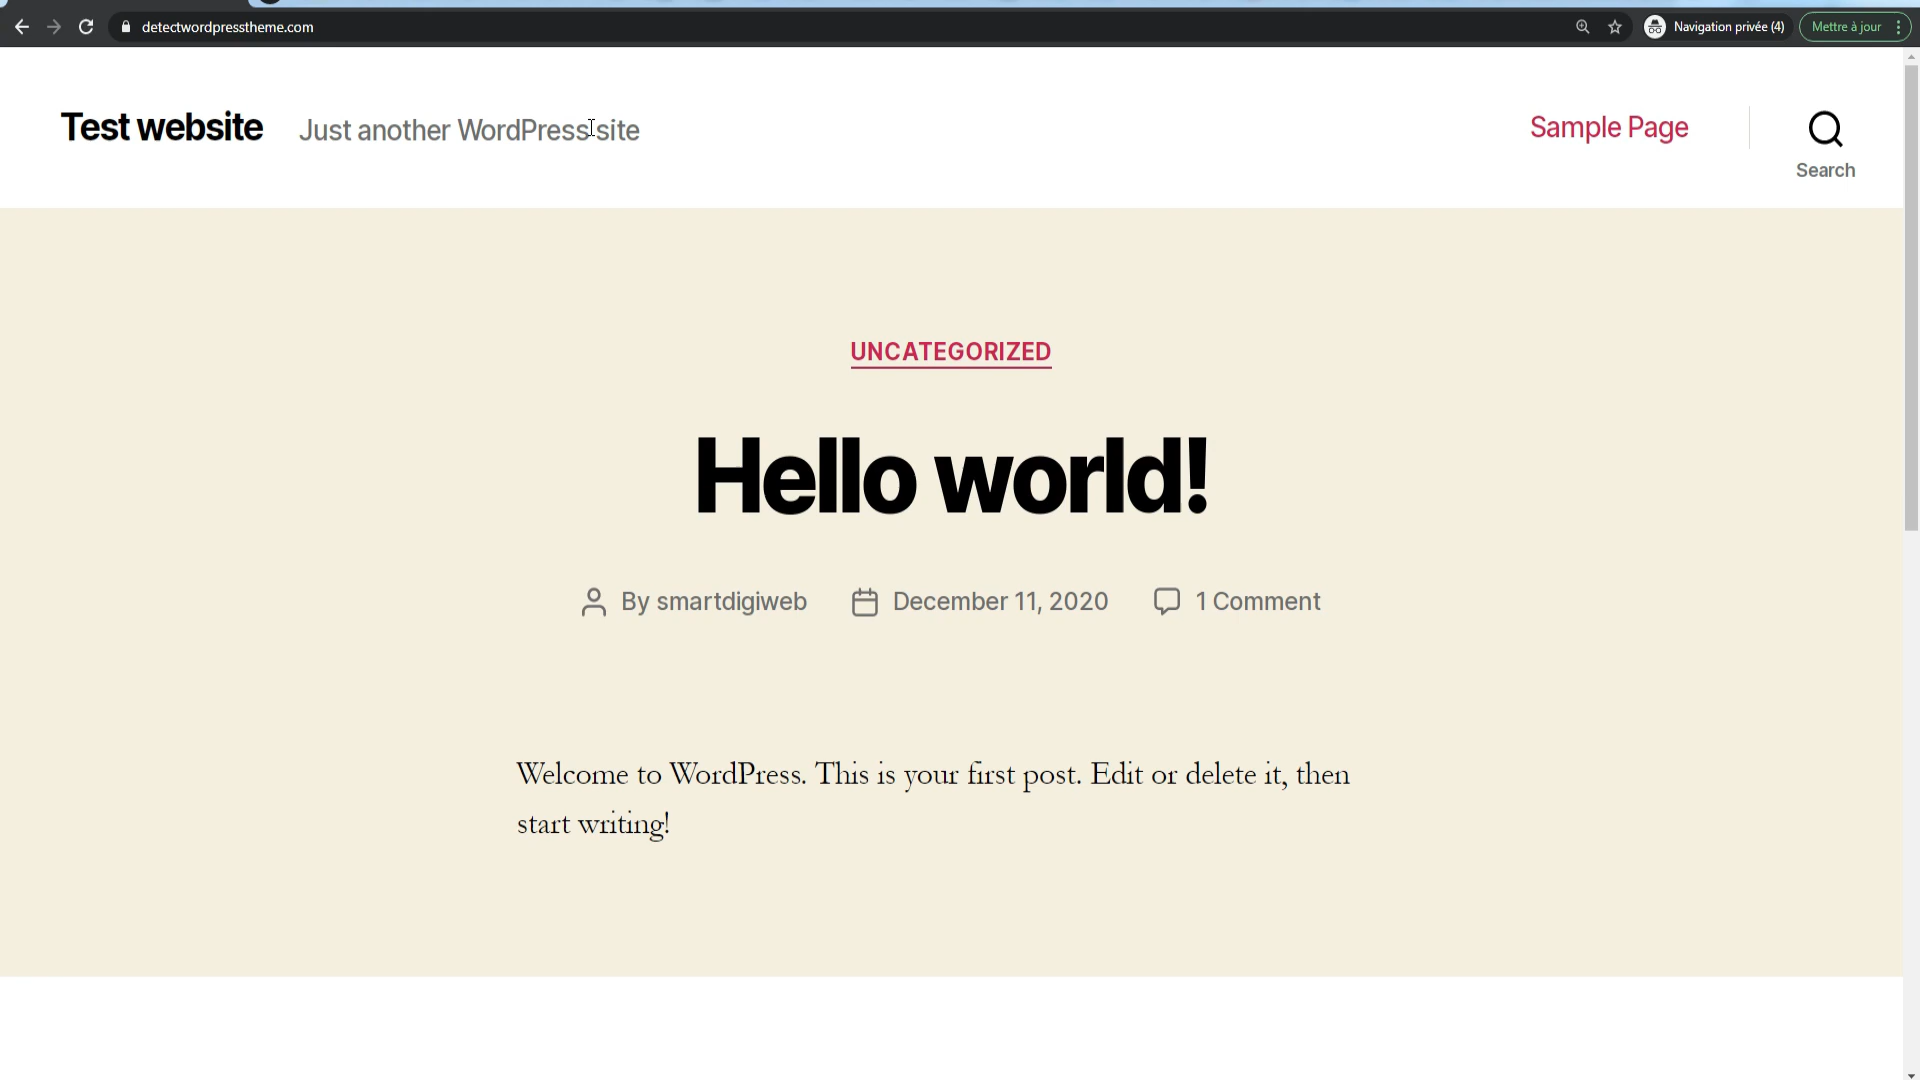 detectwordpresstheme.com
Navigation privée (4)
Mettre à jour
Test website
Just another WordPress site
Sample Page
Search
UNCATEGORIZED
Hello world!
By smartdigiweb
December 11, 2020
1 Comment
Welcome to WordPress. This is your first post. Edit or delete it, then
start writing!